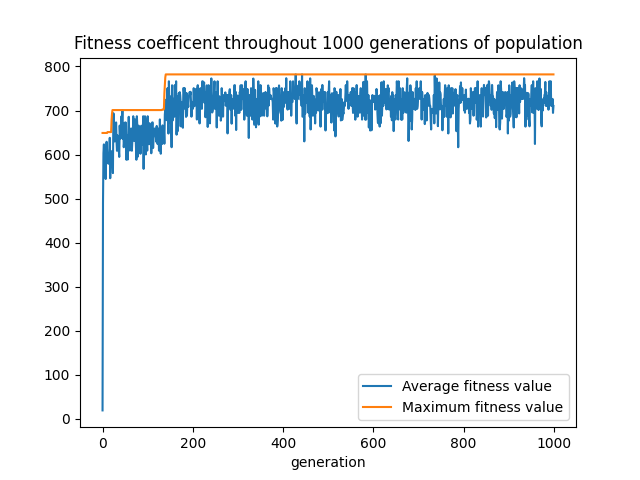 Fitness coefficent throughout 1000 generations of population
800
700
600
500
400
300
200
100
0
Average fitness value
Maximum fitness value
0 200 400 600 800 1000
generation